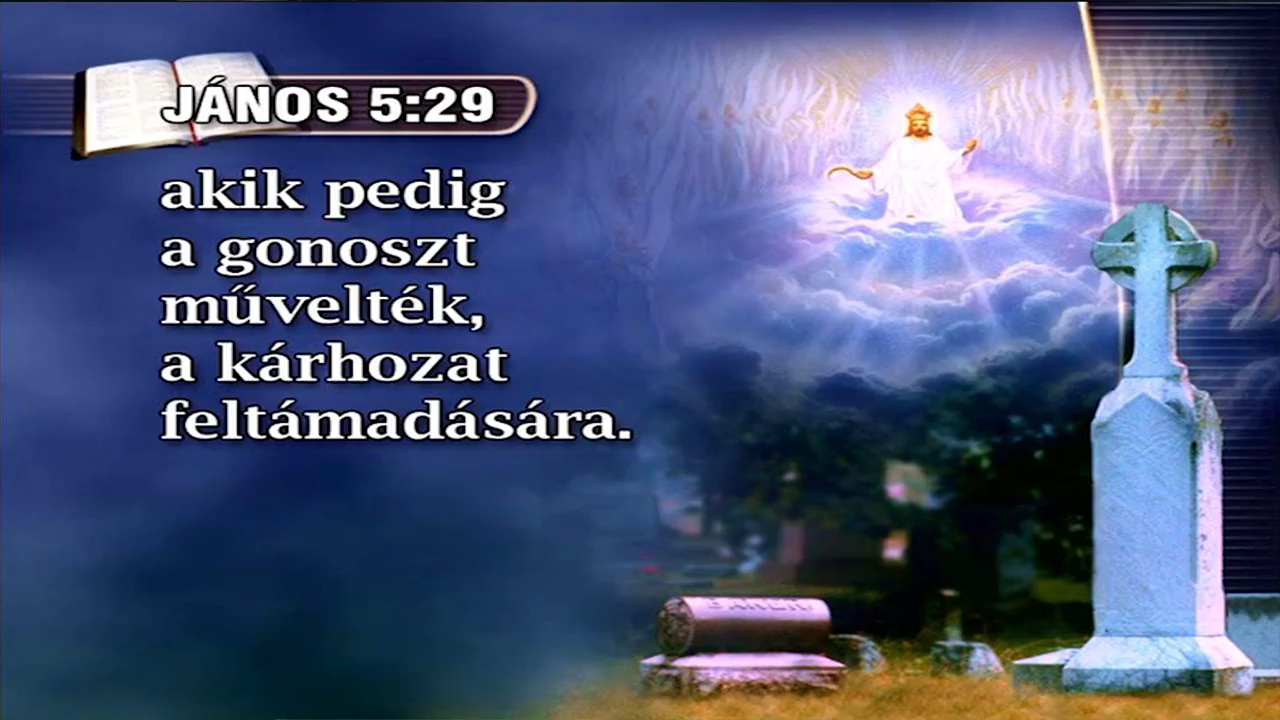 JÁNOS 5:29
akik pedig
a gonoszt
művelték,
a kárhozat
feltámadására.